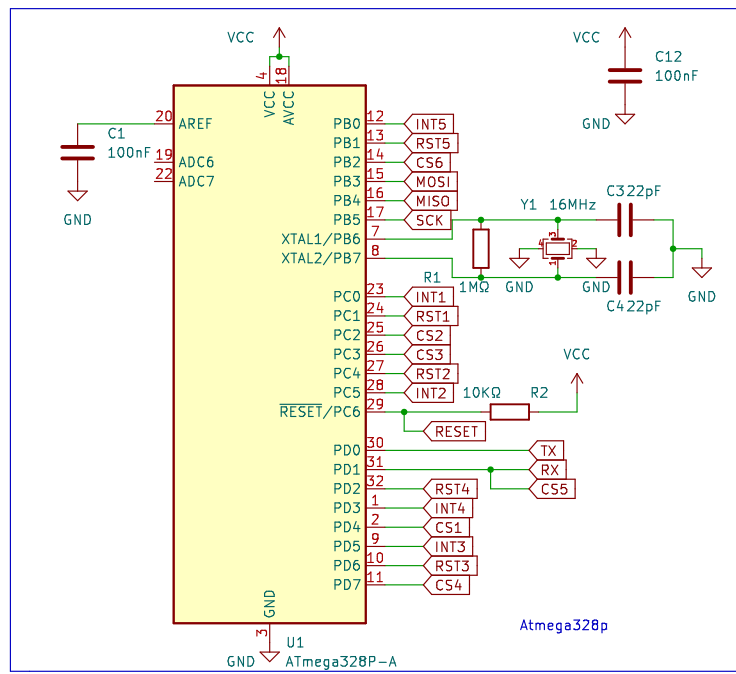 VCC
VCC
C12
100nF
GND
4
18
VCC
AVCC
20
AREF
C1
100nF
19
ADC6
22
ADC7
GND
PB0 12 INT5
PB1 13 RST5
PB2 14 CS6
PB3 15 MOSI
PB4 16 MISO
PB5 17 SCK
XTAL1/PB6 7
XTAL2/PB7 8
Y1 16MHz
C3 22pF
3
4
2
1
R1
1MΩ
GND
GND
C4 22pF
GND
PC0 23 INT1
PC1 24 RST1
PC2 25 CS2
PC3 26 CS3
PC4 27 RST2
PC5 28 INT2
RESET/PC6 29
10KΩ R2
VCC
RESET
PD0 30 TX
PD1 31 RX
CS5
PD2 32 RST4
PD3 1 INT4
PD4 2 CS1
PD5 9 INT3
PD6 10 RST3
PD7 11 CS4
GND
3
GND
U1
ATmega328P-A
Atmega328p